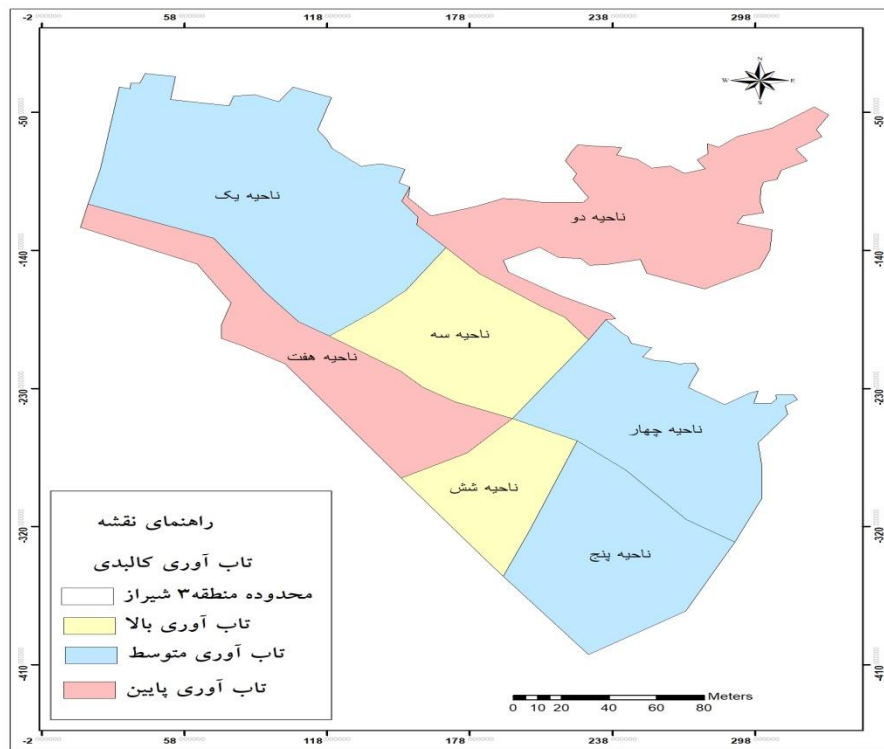 -2 58 118 178 238 298
-50 -50
-140 -140
-230 -230
-320 -320
-410 -410
N
W E
S
ناحیه یک
ناحیه دو
ناحیه سه
ناحیه هفت
ناحیه چهار
ناحیه شش
ناحیه پنج
راهنمای نقشه
تاب آوری کالبدی
محدوده منطقه۳ شیراز
تاب آوری بالا
تاب آوری متوسط
تاب آوری پایین
Meters
0 10 20 40 60 80
-2 58 118 178 238 298